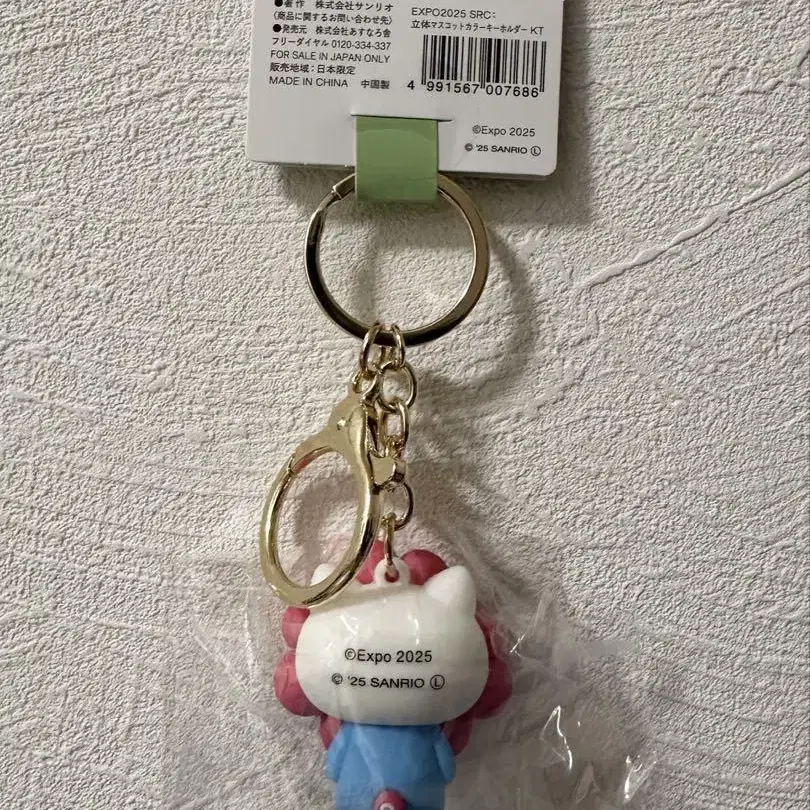 ●著作 株式会社サンリオ
(商品に関するお問い合わせ先)
●発売元 株式会社あすなろ舎
フリーダイヤル 0120-334-337
FOR SALE IN JAPAN ONLY
販売地域:日本限定
MADE IN CHINA 中国製
EXPO2025 SRC:
立体マスコットカラーキーホルダー KT
4 991567 007686
©Expo 2025
© '25 SANRIO Ⓛ
©Expo 2025
© '25 SANRIO Ⓛ